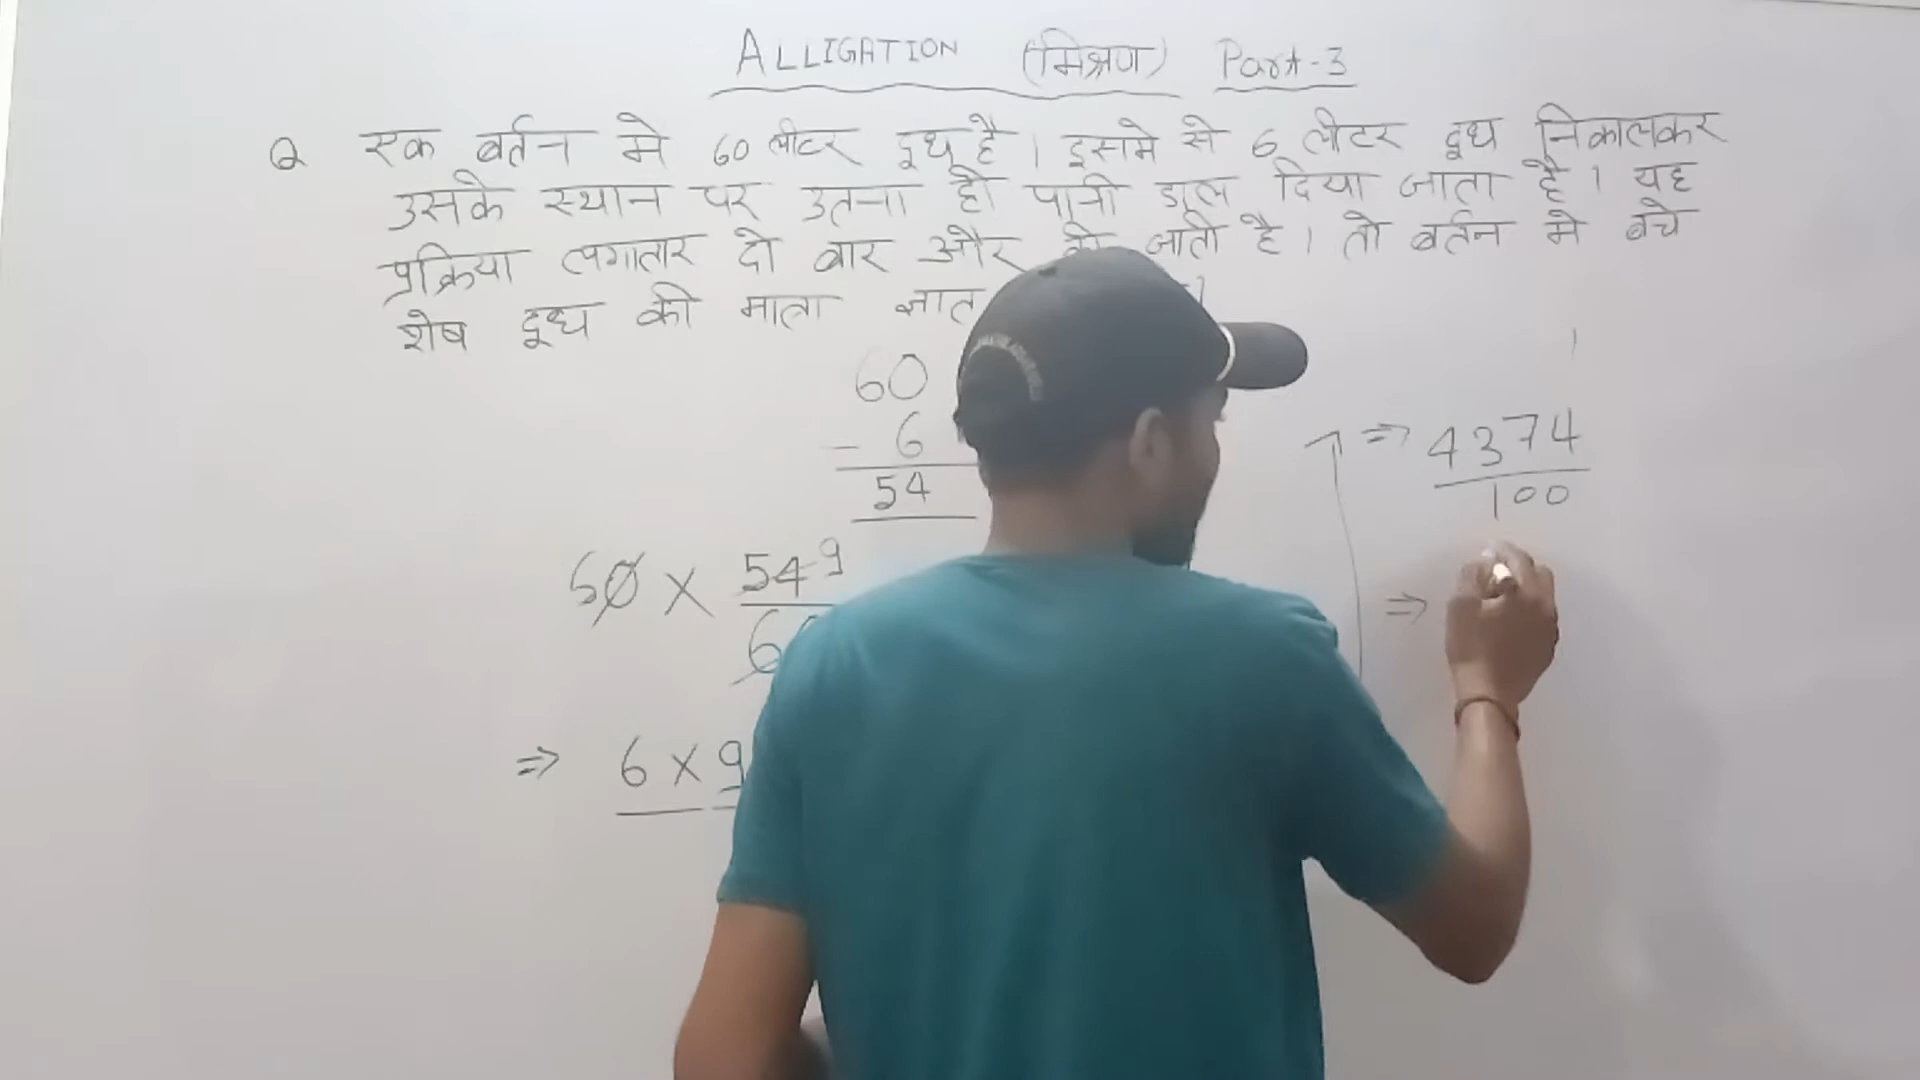 ALLIGATION (मिश्रण) Part-3
Q एक बर्तन मे 60 लीटर दूध है। इसमे से 6 लीटर दूध निकालकर
उसके स्थान पर उतना ही पानी डाल दिया जाता है। यह
प्रक्रिया लगातार दो बार और की जाती है। तो बर्तन मे बचे
शेष दूध की मात्रा ज्ञात
60
- 6
54
60 × 54 9
6
⇒ 6 × 9
⇒ 4374
100
⇒